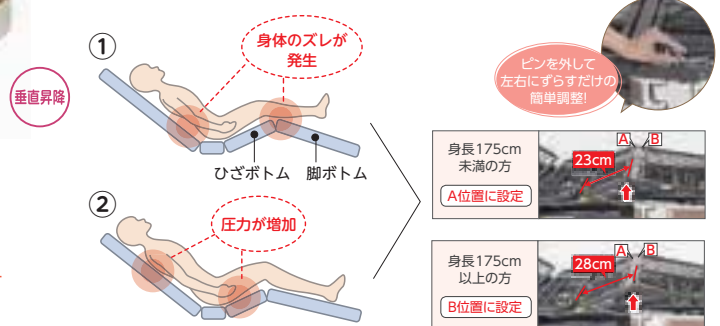 垂直昇降
①
身体のズレが
発生
ひざボトム
脚ボトム
②
圧力が増加
ピンを外して
左右にずらすだけの
簡単調整!
身長175cm
未満の方
A位置に設定
A
B
23cm
身長175cm
以上の方
B位置に設定
A
B
28cm